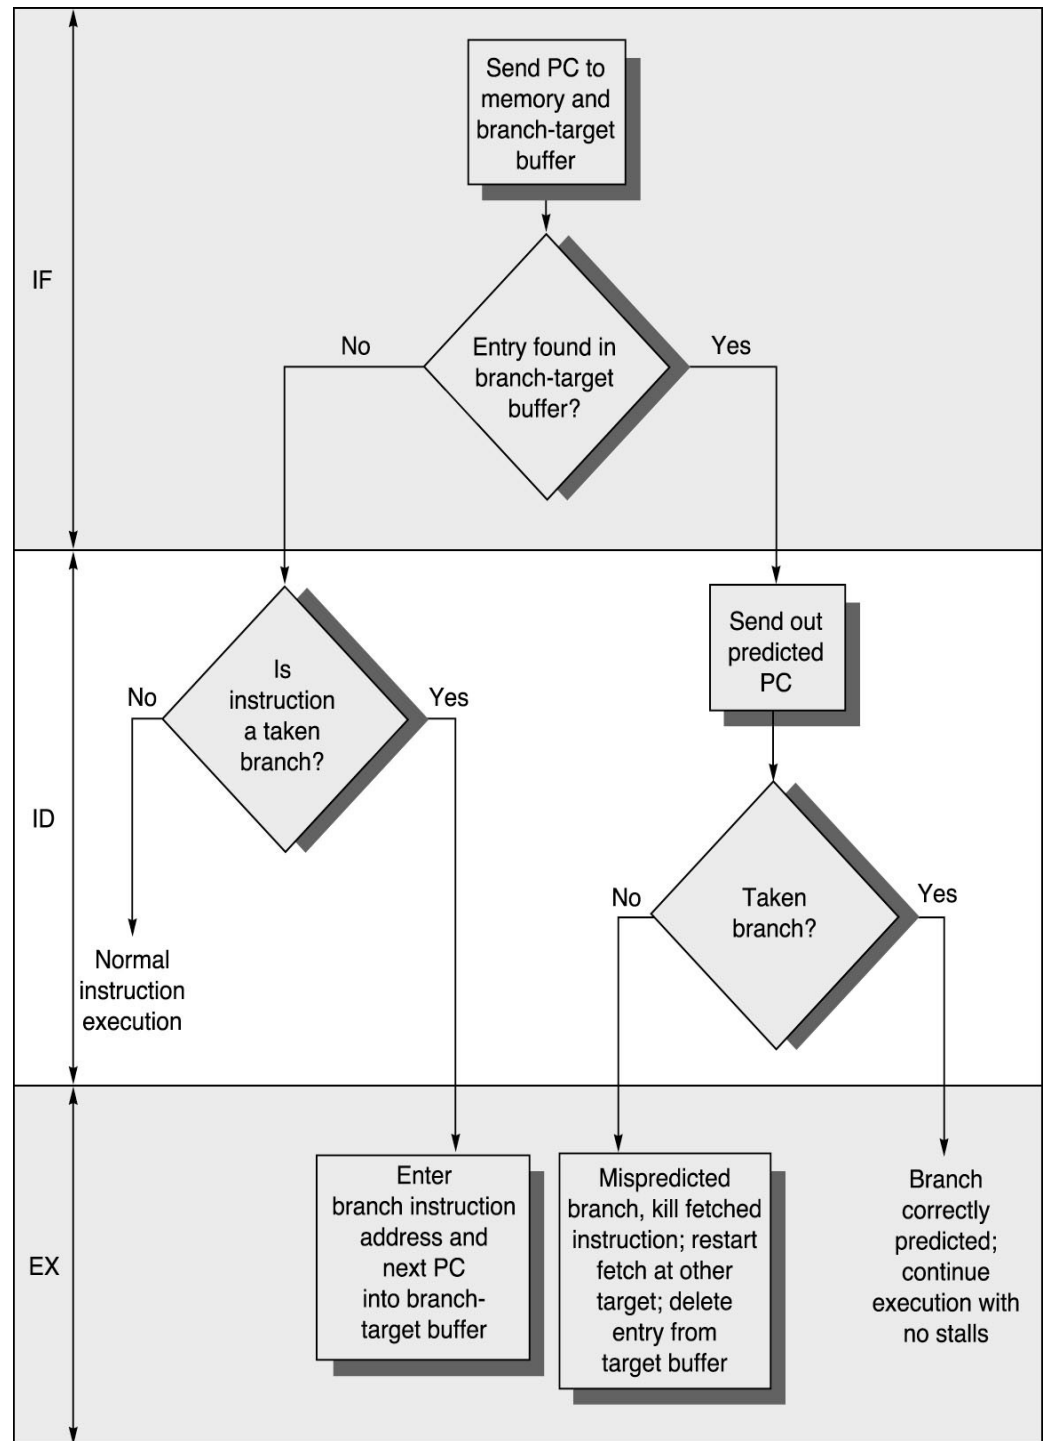 Send PC to
memory and
branch-target
buffer
IF
No
Entry found in
branch-target
buffer?
Yes
Send out
predicted
PC
No
Is
instruction
a taken
branch?
Yes
ID
No
Taken
branch?
Yes
Normal
instruction
execution
EX
Enter
branch instruction
address and
next PC
into branch-
target buffer
Mispredicted
branch, kill fetched
instruction; restart
fetch at other
target; delete
entry from
target buffer
Branch
correctly
predicted;
continue
execution with
no stalls